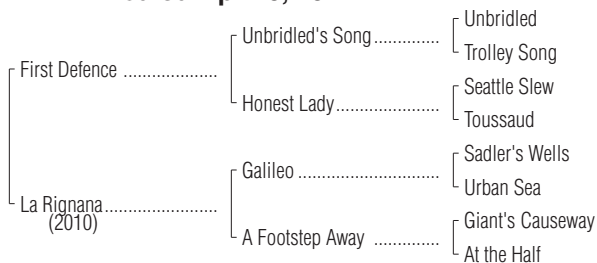 Unbridled
Unbridled's Song
Trolley Song
First Defence
Seattle Slew
Honest Lady
Toussaud
Sadler's Wells
Galileo
Urban Sea
La Rignana
(2010)
Giant's Causeway
A Footstep Away
At the Half